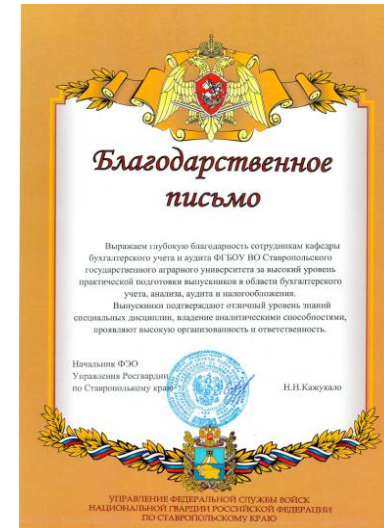 Благодарственное
письмо
Выражаем глубокую благодарность сотрудникам кафедры
бухгалтерского учета и аудита ФГБОУ ВО Ставропольского
государственного аграрного университета за высокий уровень
практической подготовки выпускников в области бухгалтерского
учета, анализа, аудита и налогообложения.
Выпускники подтверждают отличный уровень знаний
специальных дисциплин, владение аналитическими способностями,
проявляют высокую организованность и ответственность.
Начальник ФЭО
Управления Росгвардии
по Ставропольскому краю
Н.Н.Кажукало
УПРАВЛЕНИЕ ФЕДЕРАЛЬНОЙ СЛУЖБЫ ВОЙСК
НАЦИОНАЛЬНОЙ ГВАРДИИ РОССИЙСКОЙ ФЕДЕРАЦИИ
ПО СТАВРОПОЛЬСКОМУ КРАЮ